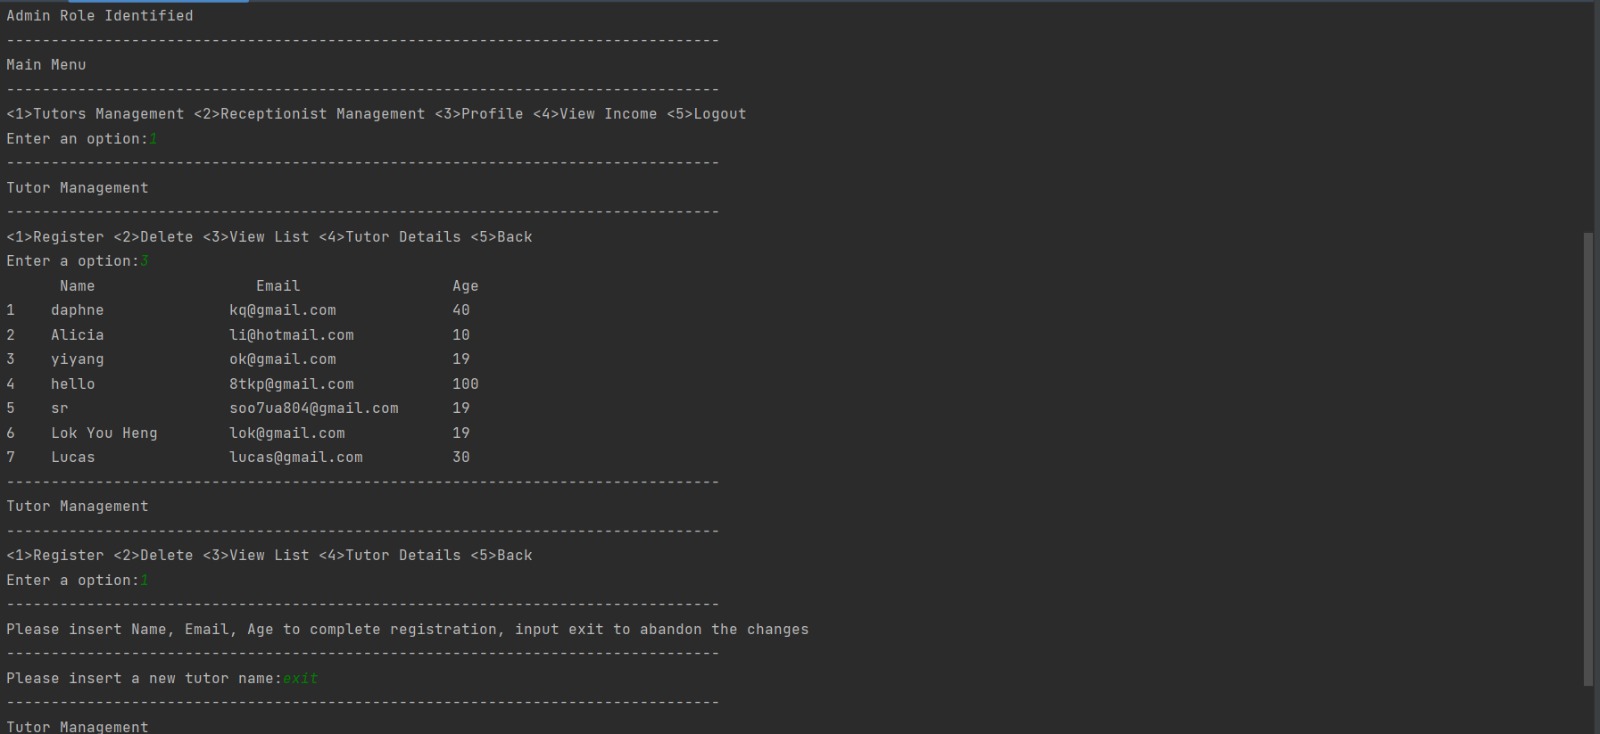 Admin Role Identified
--------------------------------------------------------------------------------
Main Menu
--------------------------------------------------------------------------------
<1>Tutors Management <2>Receptionist Management <3>Profile <4>View Income <5>Logout
Enter an option:1
--------------------------------------------------------------------------------
Tutor Management
--------------------------------------------------------------------------------
<1>Register <2>Delete <3>View List <4>Tutor Details <5>Back
Enter a option:3
      Name                  Email                 Age
1    daphne              kq@gmail.com             40
2    Alicia              li@hotmail.com           10
3    yiyang              ok@gmail.com             19
4    hello               8tkp@gmail.com           100
5    sr                  soo7ua804@gmail.com      19
6    Lok You Heng        lok@gmail.com            19
7    Lucas               lucas@gmail.com          30
--------------------------------------------------------------------------------
Tutor Management
--------------------------------------------------------------------------------
<1>Register <2>Delete <3>View List <4>Tutor Details <5>Back
Enter a option:1
--------------------------------------------------------------------------------
Please insert Name, Email, Age to complete registration, input exit to abandon the changes
--------------------------------------------------------------------------------
Please insert a new tutor name:exit
--------------------------------------------------------------------------------
Tutor Management